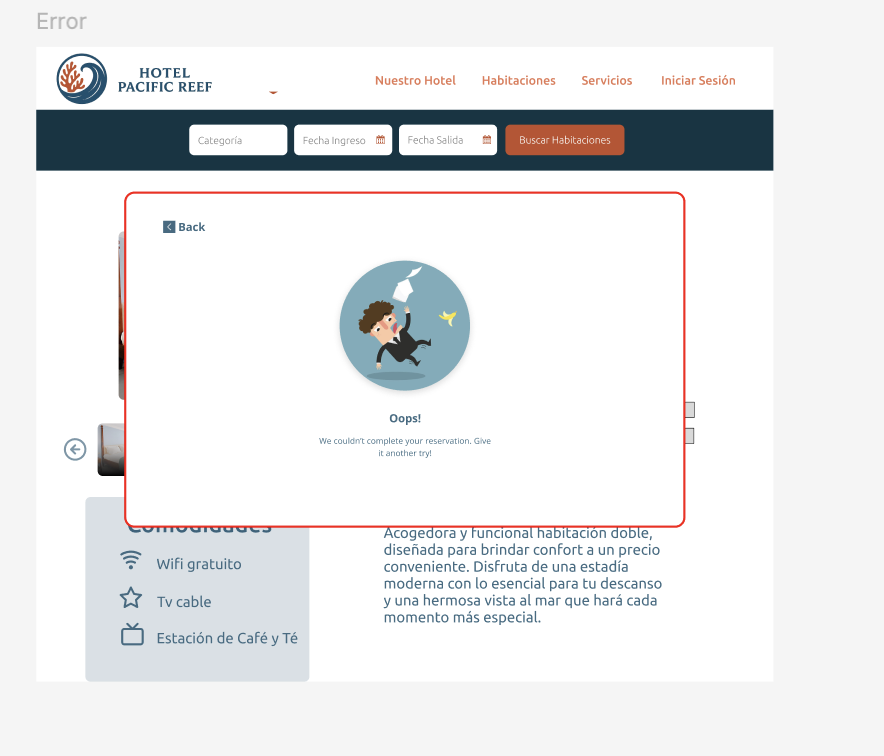 Error
HOTEL
PACIFIC REEF
Nuestro Hotel
Habitaciones
Servicios
Iniciar Sesión
Categoría
Fecha Ingreso
Fecha Salida
Buscar Habitaciones
Back
Oops!
We couldn't complete your reservation. Give
it another try!
Comodidades
Wifi gratuito
Tv cable
Estación de Café y Té
Acogedora y funcional habitación doble,
diseñada para brindar confort a un precio
conveniente. Disfruta de una estadía
moderna con lo esencial para tu descanso
y una hermosa vista al mar que hará cada
momento más especial.